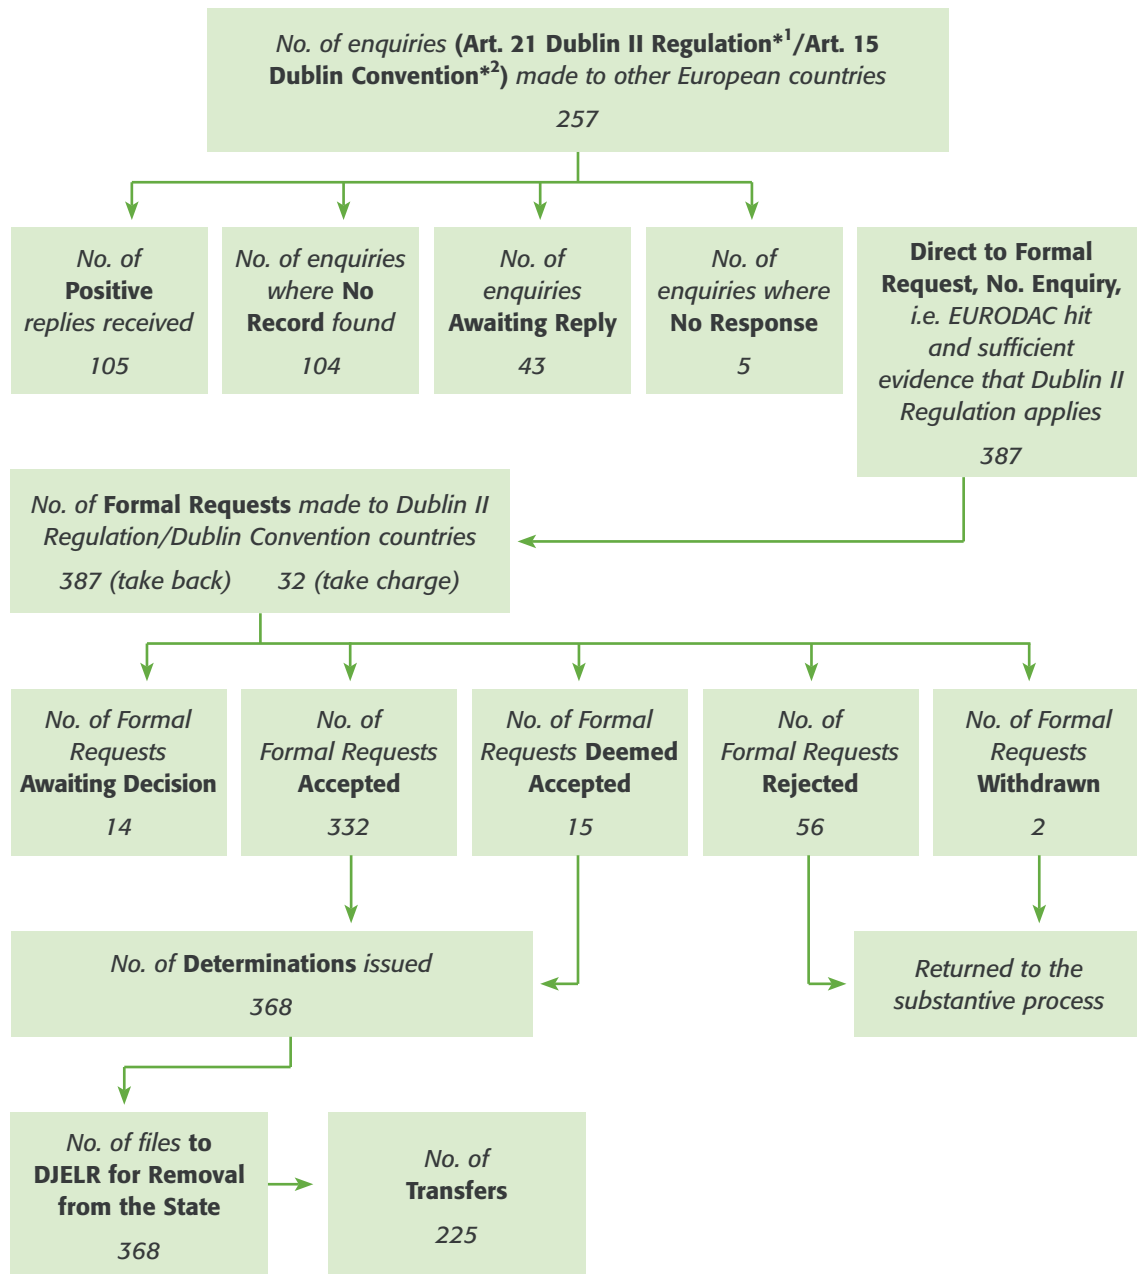 No. of enquiries (Art. 21 Dublin II Regulation*1/Art. 15
Dublin Convention*2) made to other European countries
257
No. of
Positive
replies received
105
No. of enquiries
where No
Record found
104
No. of
enquiries
Awaiting Reply
43
No. of
enquiries where
No Response
5
Direct to Formal
Request, No. Enquiry,
i.e. EURODAC hit
and sufficient
evidence that Dublin II
Regulation applies
387
No. of Formal Requests made to Dublin II
Regulation/Dublin Convention countries
387 (take back) 32 (take charge)
No. of Formal
Requests
Awaiting Decision
14
No. of
Formal Requests
Accepted
332
No. of Formal
Requests Deemed
Accepted
15
No. of
Formal Requests
Rejected
56
No. of Formal
Requests
Withdrawn
2
No. of Determinations issued
368
Returned to the
substantive process
No. of files to
DJELR for Removal
from the State
368
No. of
Transfers
225